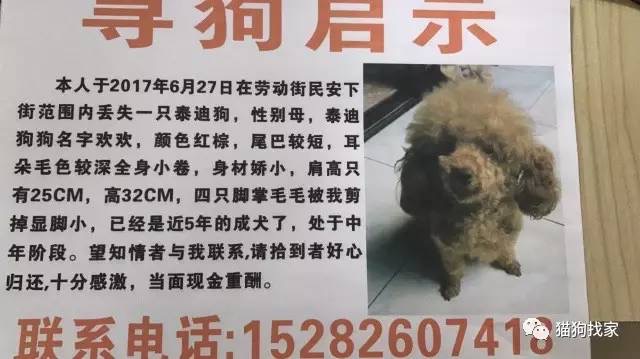 寻狗启示
本人于2017年6月27日在劳动街民安下
街范围内丢失一只泰迪狗，性别母，泰迪
狗狗名字欢欢，颜色红棕，尾巴较短，耳
朵毛色较深全身小卷，身材娇小，肩高只
有25CM，高32CM，四只脚掌毛毛被我剪
掉显脚小，已经是近5年的成犬了，处于中
年阶段。望知情者与我联系,请拾到者好心
归还,十分感激，当面现金重酬。
联系电话:15282607418
猫狗找家